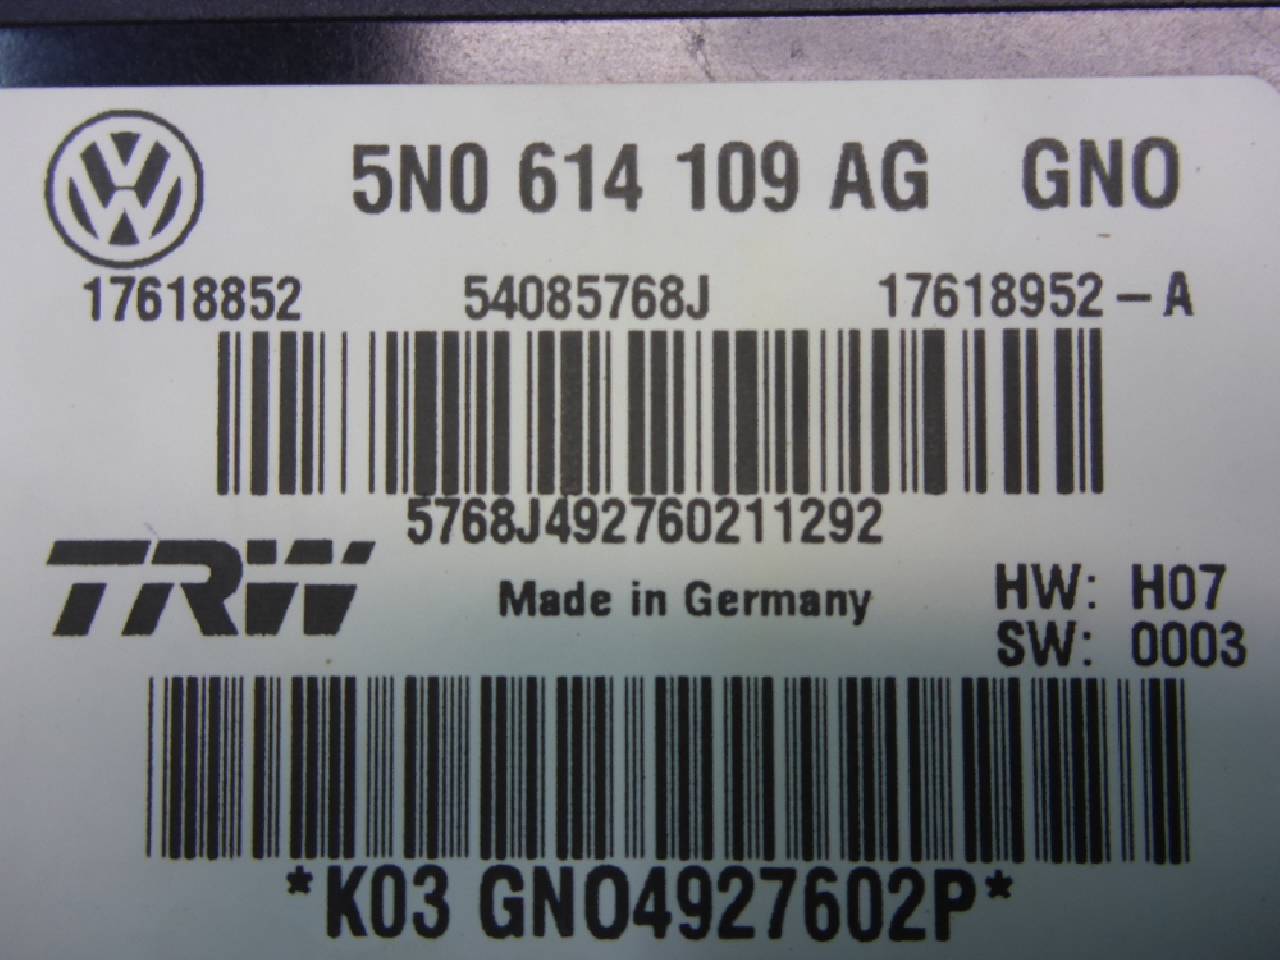 5N0 614 109 AG GNO
17618852 54085768J 17618952-A
5768J492760211292
TRW
Made in Germany
HW: H07
SW: 0003
*K03 GNO4927602P*